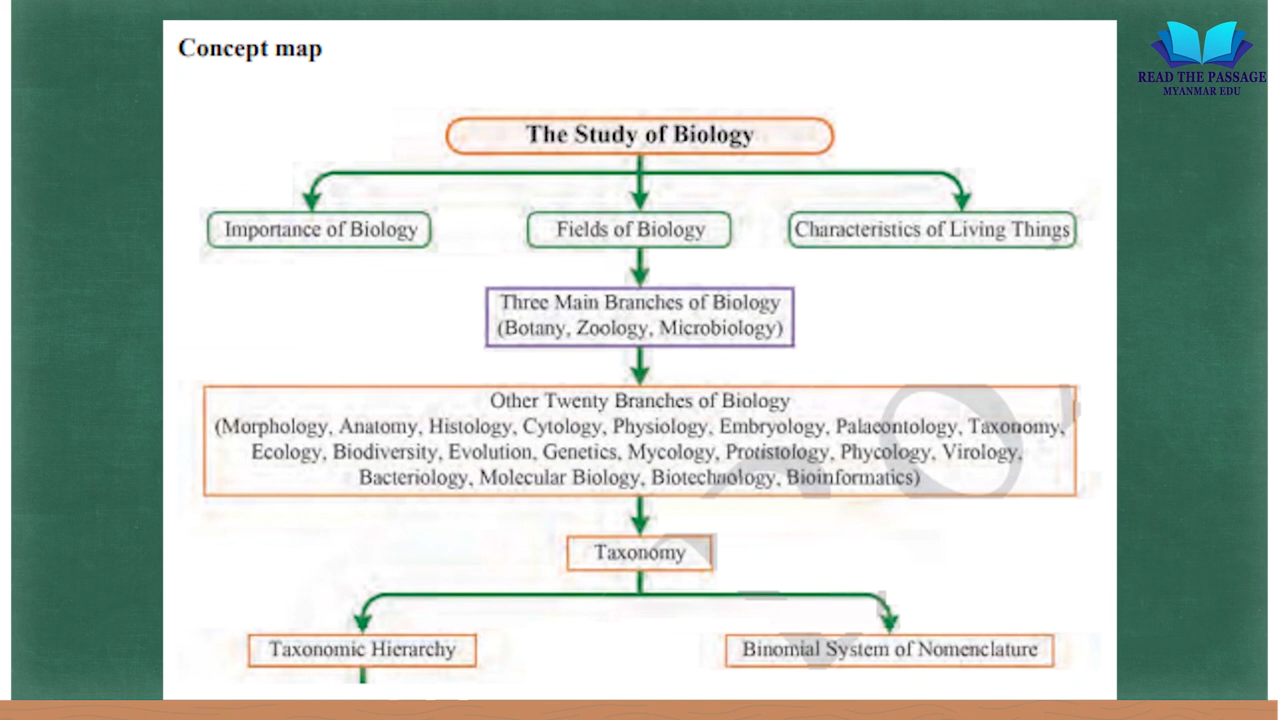 Concept map
READ THE PASSAGE
MYANMAR EDU
The Study of Biology
Importance of Biology
Fields of Biology
Characteristics of Living Things
Three Main Branches of Biology
(Botany, Zoology, Microbiology)
Other Twenty Branches of Biology
(Morphology, Anatomy, Histology, Cytology, Physiology, Embryology, Palaeontology, Taxonomy,
Ecology, Biodiversity, Evolution, Genetics, Mycology, Protistology, Phycology, Virology,
Bacteriology, Molecular Biology, Biotechnology, Bioinformatics)
Taxonomy
Taxonomic Hierarchy
Binomial System of Nomenclature